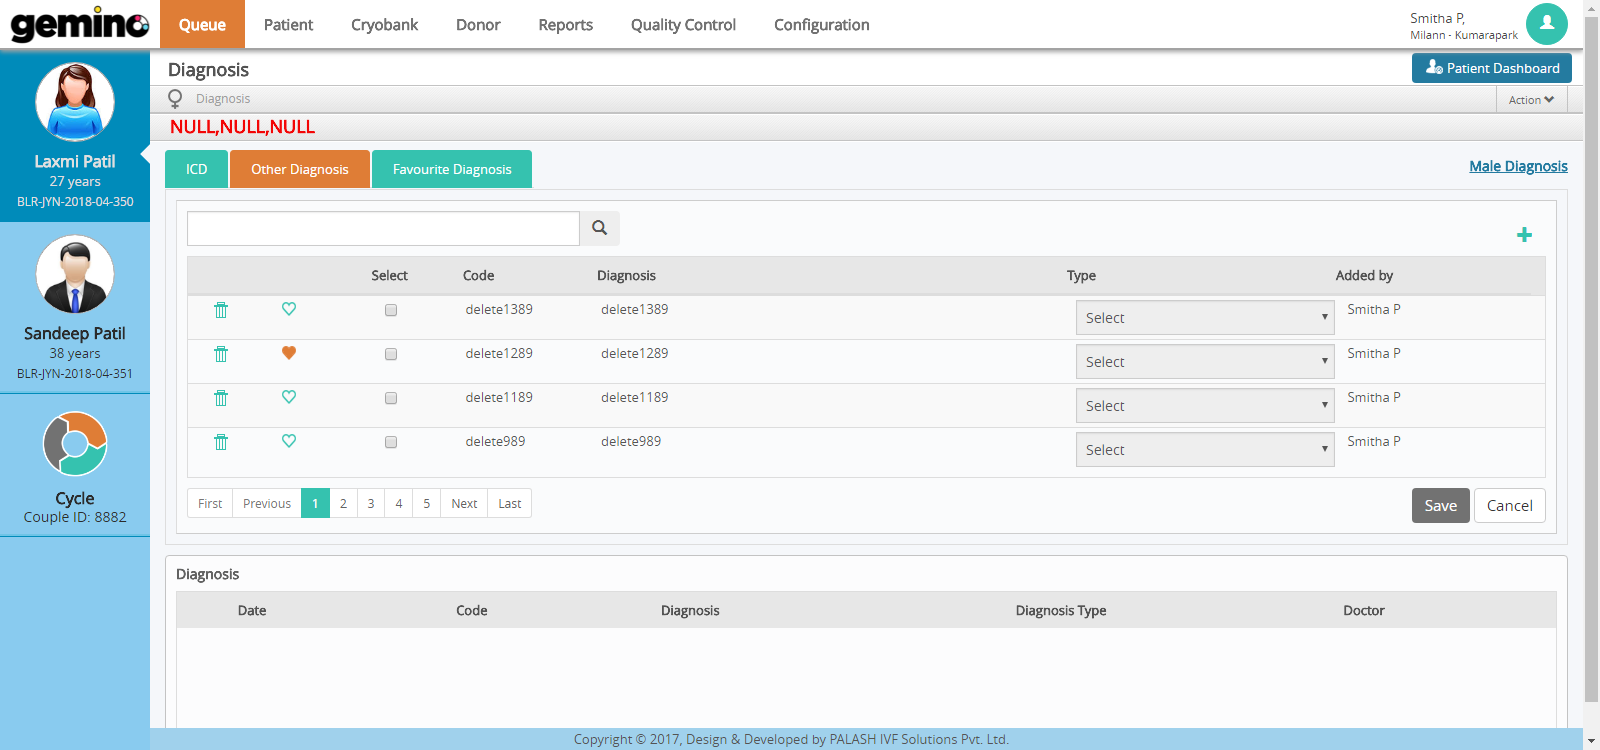 gemino
Queue Patient Cryobank Donor Reports Quality Control Configuration
Smitha P,
Milann - Kumarapark
Laxmi Patil
27 years
BLR-JYN-2018-04-350
Sandeep Patil
38 years
BLR-JYN-2018-04-351
Cycle
Couple ID: 8882
Diagnosis
Patient Dashboard
Diagnosis
Action
NULL,NULL,NULL
ICD Other Diagnosis Favourite Diagnosis
Male Diagnosis
Select Code Diagnosis Type Added by
delete1389 delete1389 Select Smitha P
delete1289 delete1289 Select Smitha P
delete1189 delete1189 Select Smitha P
delete989 delete989 Select Smitha P
First Previous 1 2 3 4 5 Next Last
Save Cancel
Diagnosis
Date Code Diagnosis Diagnosis Type Doctor
Copyright © 2017, Design & Developed by PALASH IVF Solutions Pvt. Ltd.